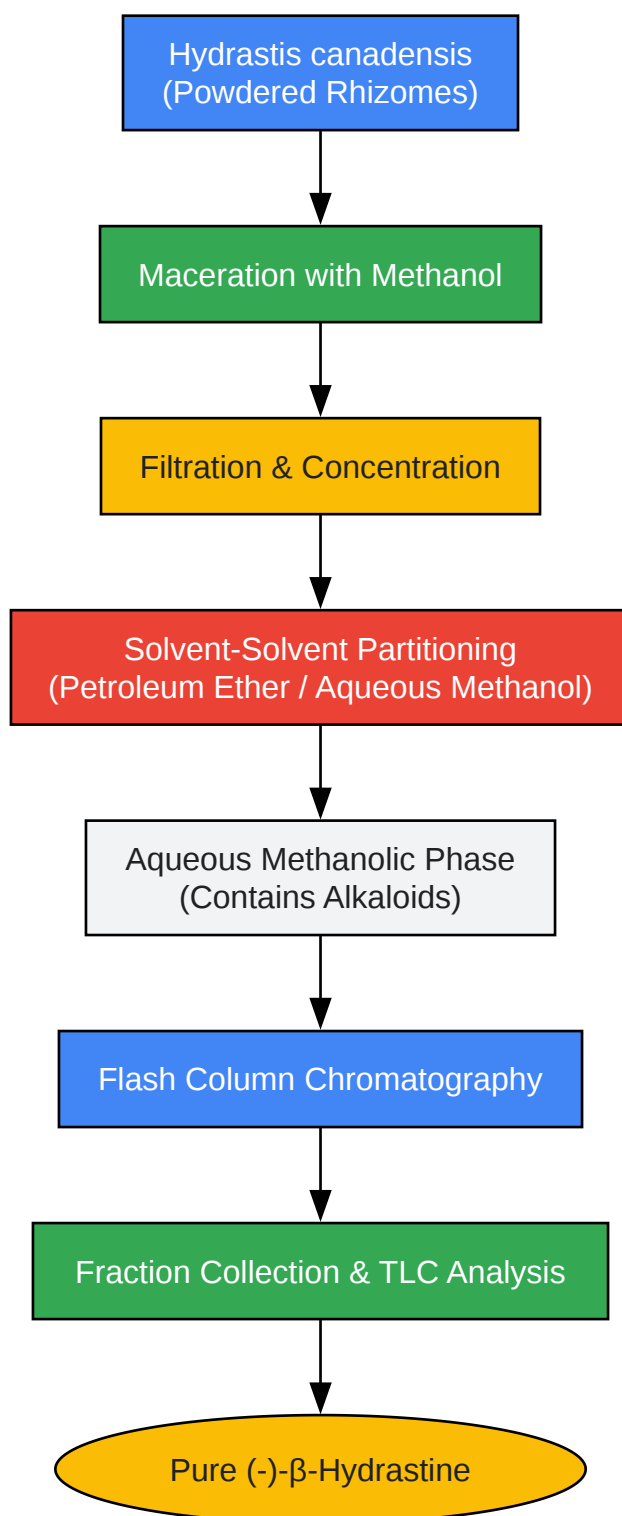 Hydrastis canadensis
(Powdered Rhizomes)
Maceration with Methanol
Filtration & Concentration
Solvent-Solvent Partitioning
(Petroleum Ether / Aqueous Methanol)
Aqueous Methanolic Phase
(Contains Alkaloids)
Flash Column Chromatography
Fraction Collection & TLC Analysis
Pure (-)-β-Hydrastine